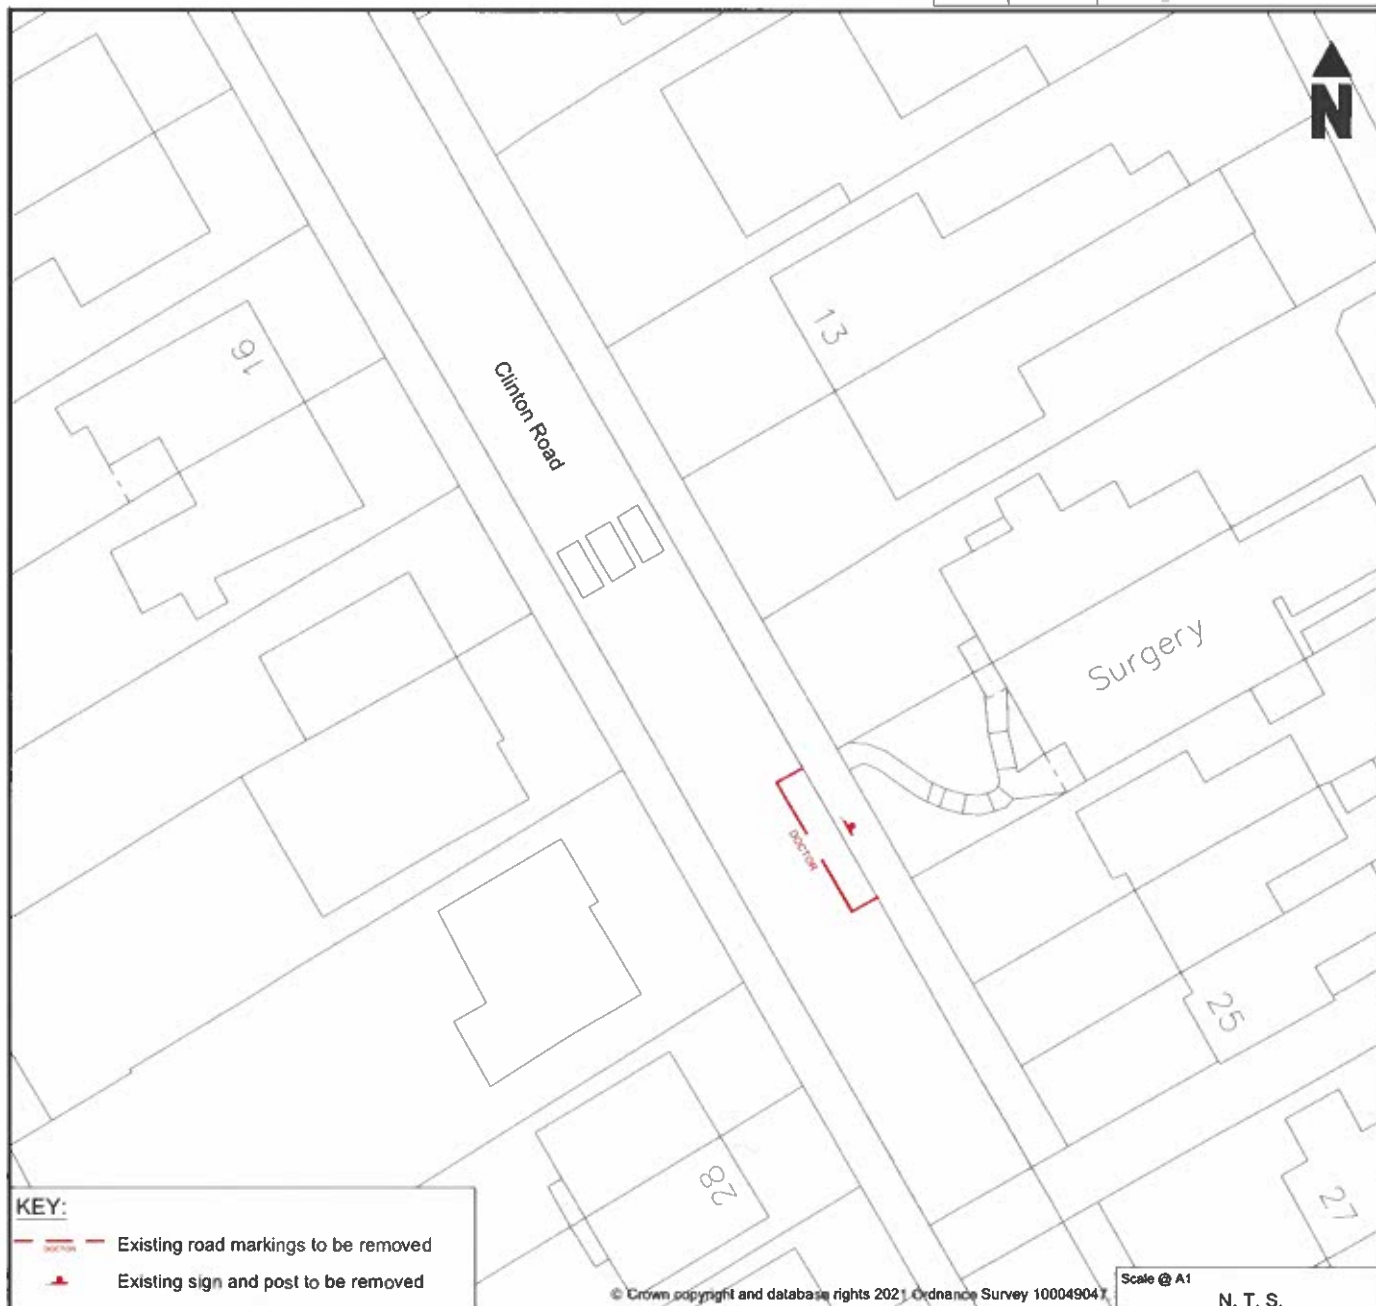 N
13
16
Clinton Road
Surgery
DOCTOR
25
28
27
KEY:
DOCTOR Existing road markings to be removed
Existing sign and post to be removed
© Crown copyright and database rights 2021 Ordnance Survey 100049047
Scale @ A1
N. T. S.